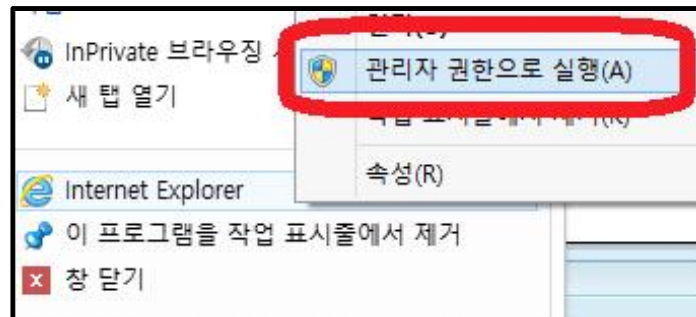 InPrivate 브라우징
새 탭 열기
관리자 권한으로 실행(A)
속성(R)
Internet Explorer
이 프로그램을 작업 표시줄에서 제거
창 닫기